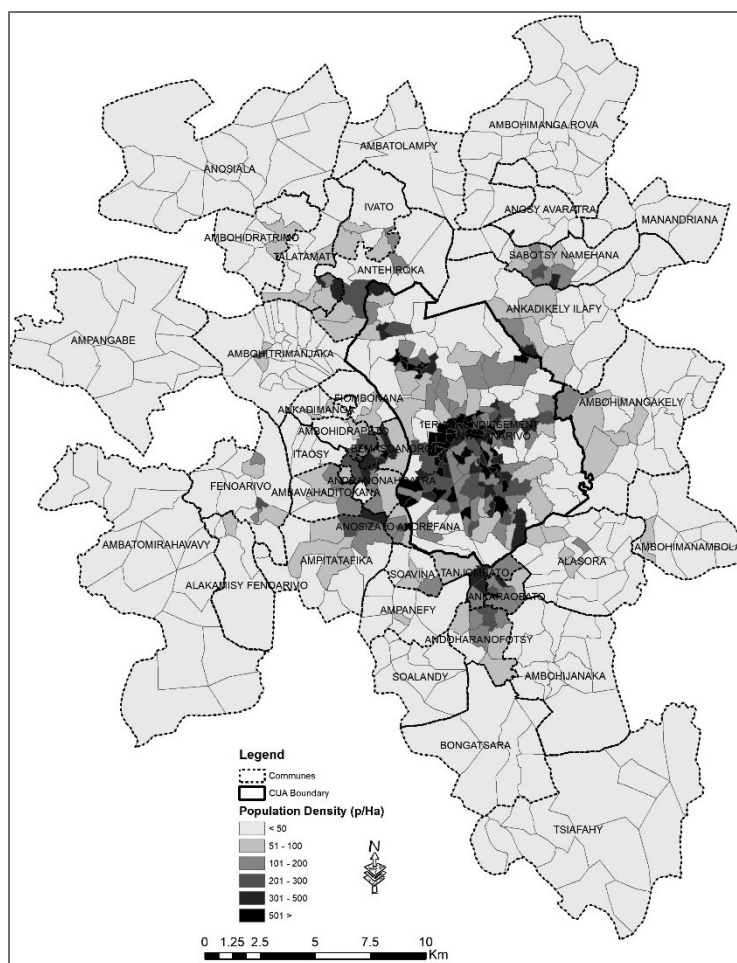 AMBOHIMANGA ROVA
AMBATOLAMPY
ANOSIALA
IVATO
ANOSY AVARATRA
MANANDRIANA
AMBOHIDRATRIMO
TALATAMATY
SABOTSY NAMEHANA
ANTEHIROKA
ANKADIKELY ILAFY
AMPANGABE
AMBOHITRIMANJAKA
FIOMBONANA
AMBOHIMANGAKELY
ANKADIMANGA
1ER ARRONDISSEMENT
AMBOHIDRAPETO
ITAOSY
FENOARIVO
AMBAVAHADITOKANA
ANOSIZATO ANDREFANA
AMBATOMIRAHAVAVY
AMBOHIMANAMBOLA
ALASORA
AMPITATAFIKA
TANJOMBATO
SOAVINA
ALAKAMISY FENOARIVO
ANKARAOBATO
AMPANEFY
ANDOHARANOFOTSY
SOALANDY
AMBOHIJANAKA
BONGATSARA
TSIAFAHY
Legend
Communes
CUA Boundary
Population Density (p/Ha)
< 50
51 - 100
101 - 200
201 - 300
301 - 500
501 >
N
0 1.25 2.5 5 7.5 10
Km